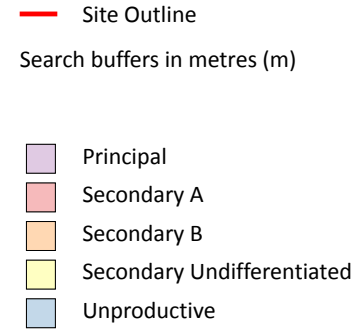 Site Outline
Search buffers in metres (m)
Principal
Secondary A
Secondary B
Secondary Undifferentiated
Unproductive